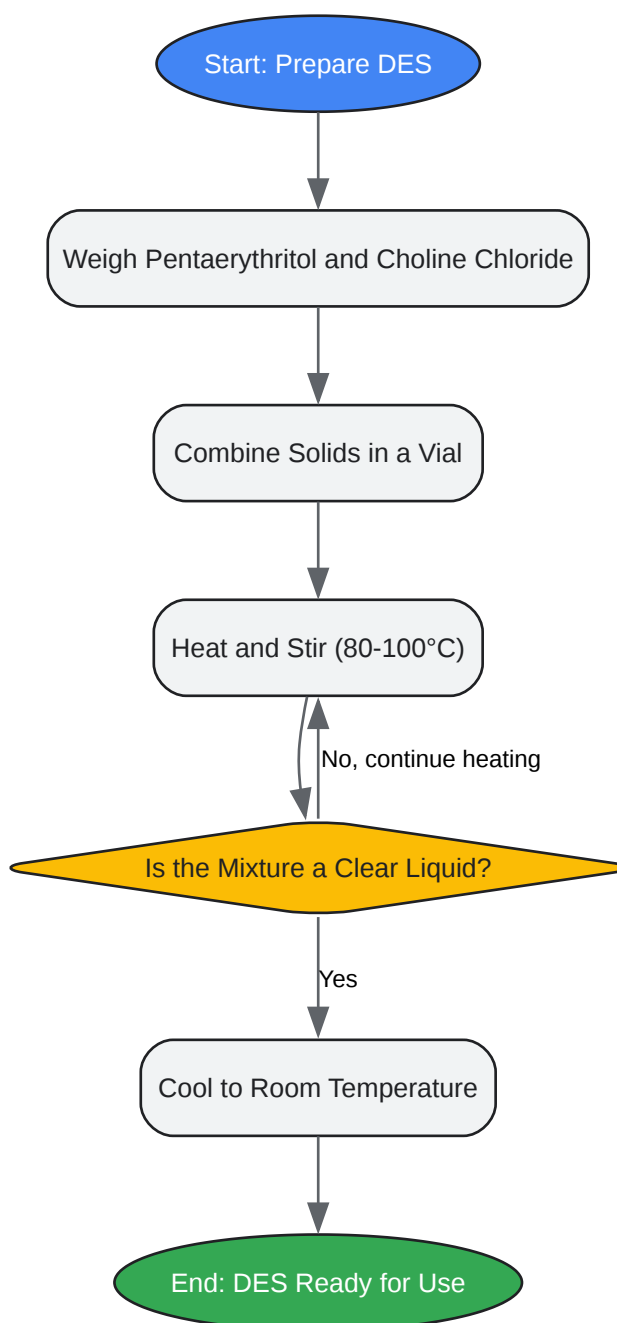 Start: Prepare DES
Weigh Pentaerythritol and Choline Chloride
Combine Solids in a Vial
Heat and Stir (80-100°C)
No, continue heating
Is the Mixture a Clear Liquid?
Yes
Cool to Room Temperature
End: DES Ready for Use